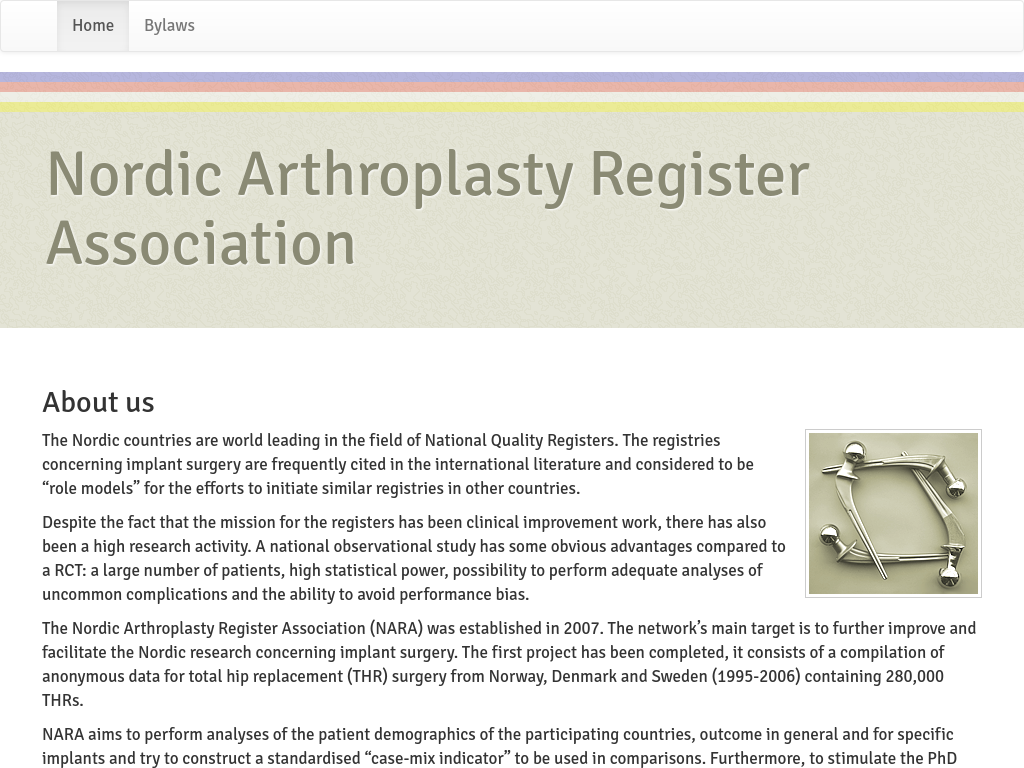 Home
Bylaws
Nordic Arthroplasty Register
Association
About us
The Nordic countries are world leading in the field of National Quality Registers. The registries
concerning implant surgery are frequently cited in the international literature and considered to be
“role models” for the efforts to initiate similar registries in other countries.
Despite the fact that the mission for the registers has been clinical improvement work, there has also
been a high research activity. A national observational study has some obvious advantages compared to
a RCT: a large number of patients, high statistical power, possibility to perform adequate analyses of
uncommon complications and the ability to avoid performance bias.
The Nordic Arthroplasty Register Association (NARA) was established in 2007. The network’s main target is to further improve and
facilitate the Nordic research concerning implant surgery. The first project has been completed, it consists of a compilation of
anonymous data for total hip replacement (THR) surgery from Norway, Denmark and Sweden (1995-2006) containing 280,000
THRs.
NARA aims to perform analyses of the patient demographics of the participating countries, outcome in general and for specific
implants and try to construct a standardised “case-mix indicator” to be used in comparisons. Furthermore, to stimulate the PhD